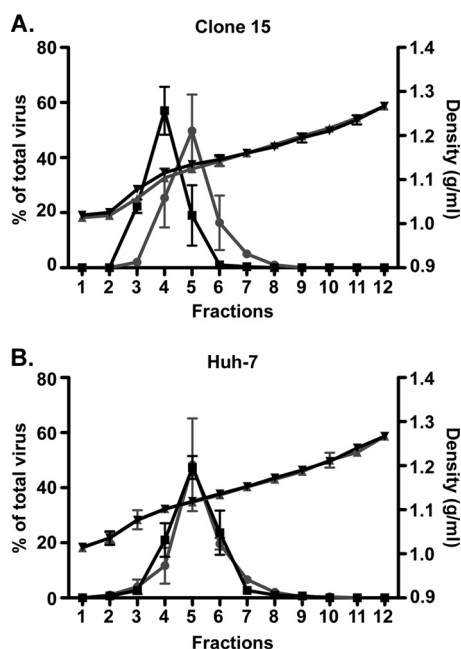 A.
Clone 15
% of total virus
80
60
40
20
0
1.4
1.3
1.2
1.1
1.0
0.9
Density (g/ml)
1 2 3 4 5 6 7 8 9 10 11 12
Fractions
B.
Huh-7
% of total virus
80
60
40
20
0
1.4
1.3
1.2
1.1
1.0
0.9
Density (g/ml)
1 2 3 4 5 6 7 8 9 10 11 12
Fractions